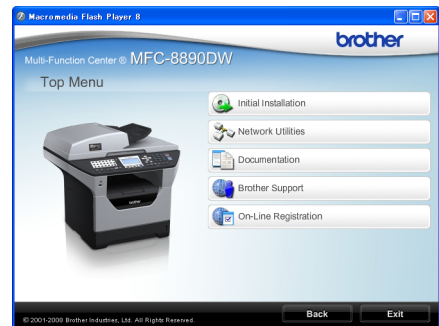 Macromedia Flash Player 8
brother
Multi-Function Center ® MFC-8890DW
Top Menu
Initial Installation
Network Utilities
Documentation
Brother Support
On-Line Registration
brother
© 2001-2008 Brother Industries, Ltd. All Rights Reserved.
Back
Exit